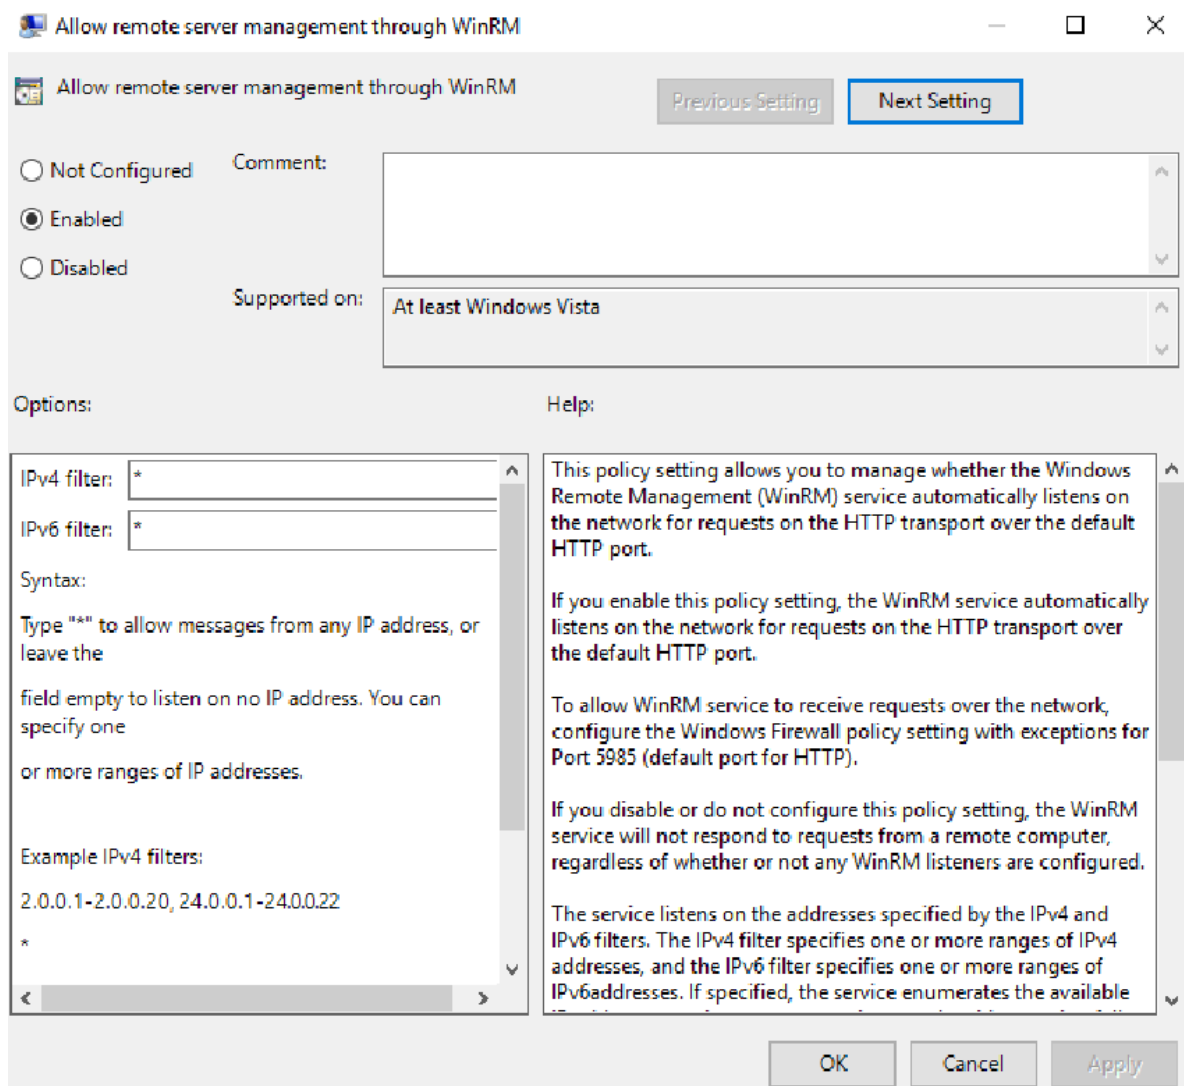 Allow remote server management through WinRM
Allow remote server management through WinRM
Previous Setting
Next Setting
Not Configured
Enabled
Disabled
Comment:
Supported on:
At least Windows Vista
Options:
Help:
IPv4 filter: *
IPv6 filter: *
Syntax:
Type "*" to allow messages from any IP address, or
leave the
field empty to listen on no IP address. You can
specify one
or more ranges of IP addresses.
Example IPv4 filters:
2.0.0.1-2.0.0.20, 24.0.0.1-24.0.0.22
*
This policy setting allows you to manage whether the Windows
Remote Management (WinRM) service automatically listens on
the network for requests on the HTTP transport over the default
HTTP port.
If you enable this policy setting, the WinRM service automatically
listens on the network for requests on the HTTP transport over
the default HTTP port.
To allow WinRM service to receive requests over the network,
configure the Windows Firewall policy setting with exceptions for
Port 5985 (default port for HTTP).
If you disable or do not configure this policy setting, the WinRM
service will not respond to requests from a remote computer,
regardless of whether or not any WinRM listeners are configured.
The service listens on the addresses specified by the IPv4 and
IPv6 filters. The IPv4 filter specifies one or more ranges of IPv4
addresses, and the IPv6 filter specifies one or more ranges of
IPv6addresses. If specified, the service enumerates the available
OK
Cancel
Apply